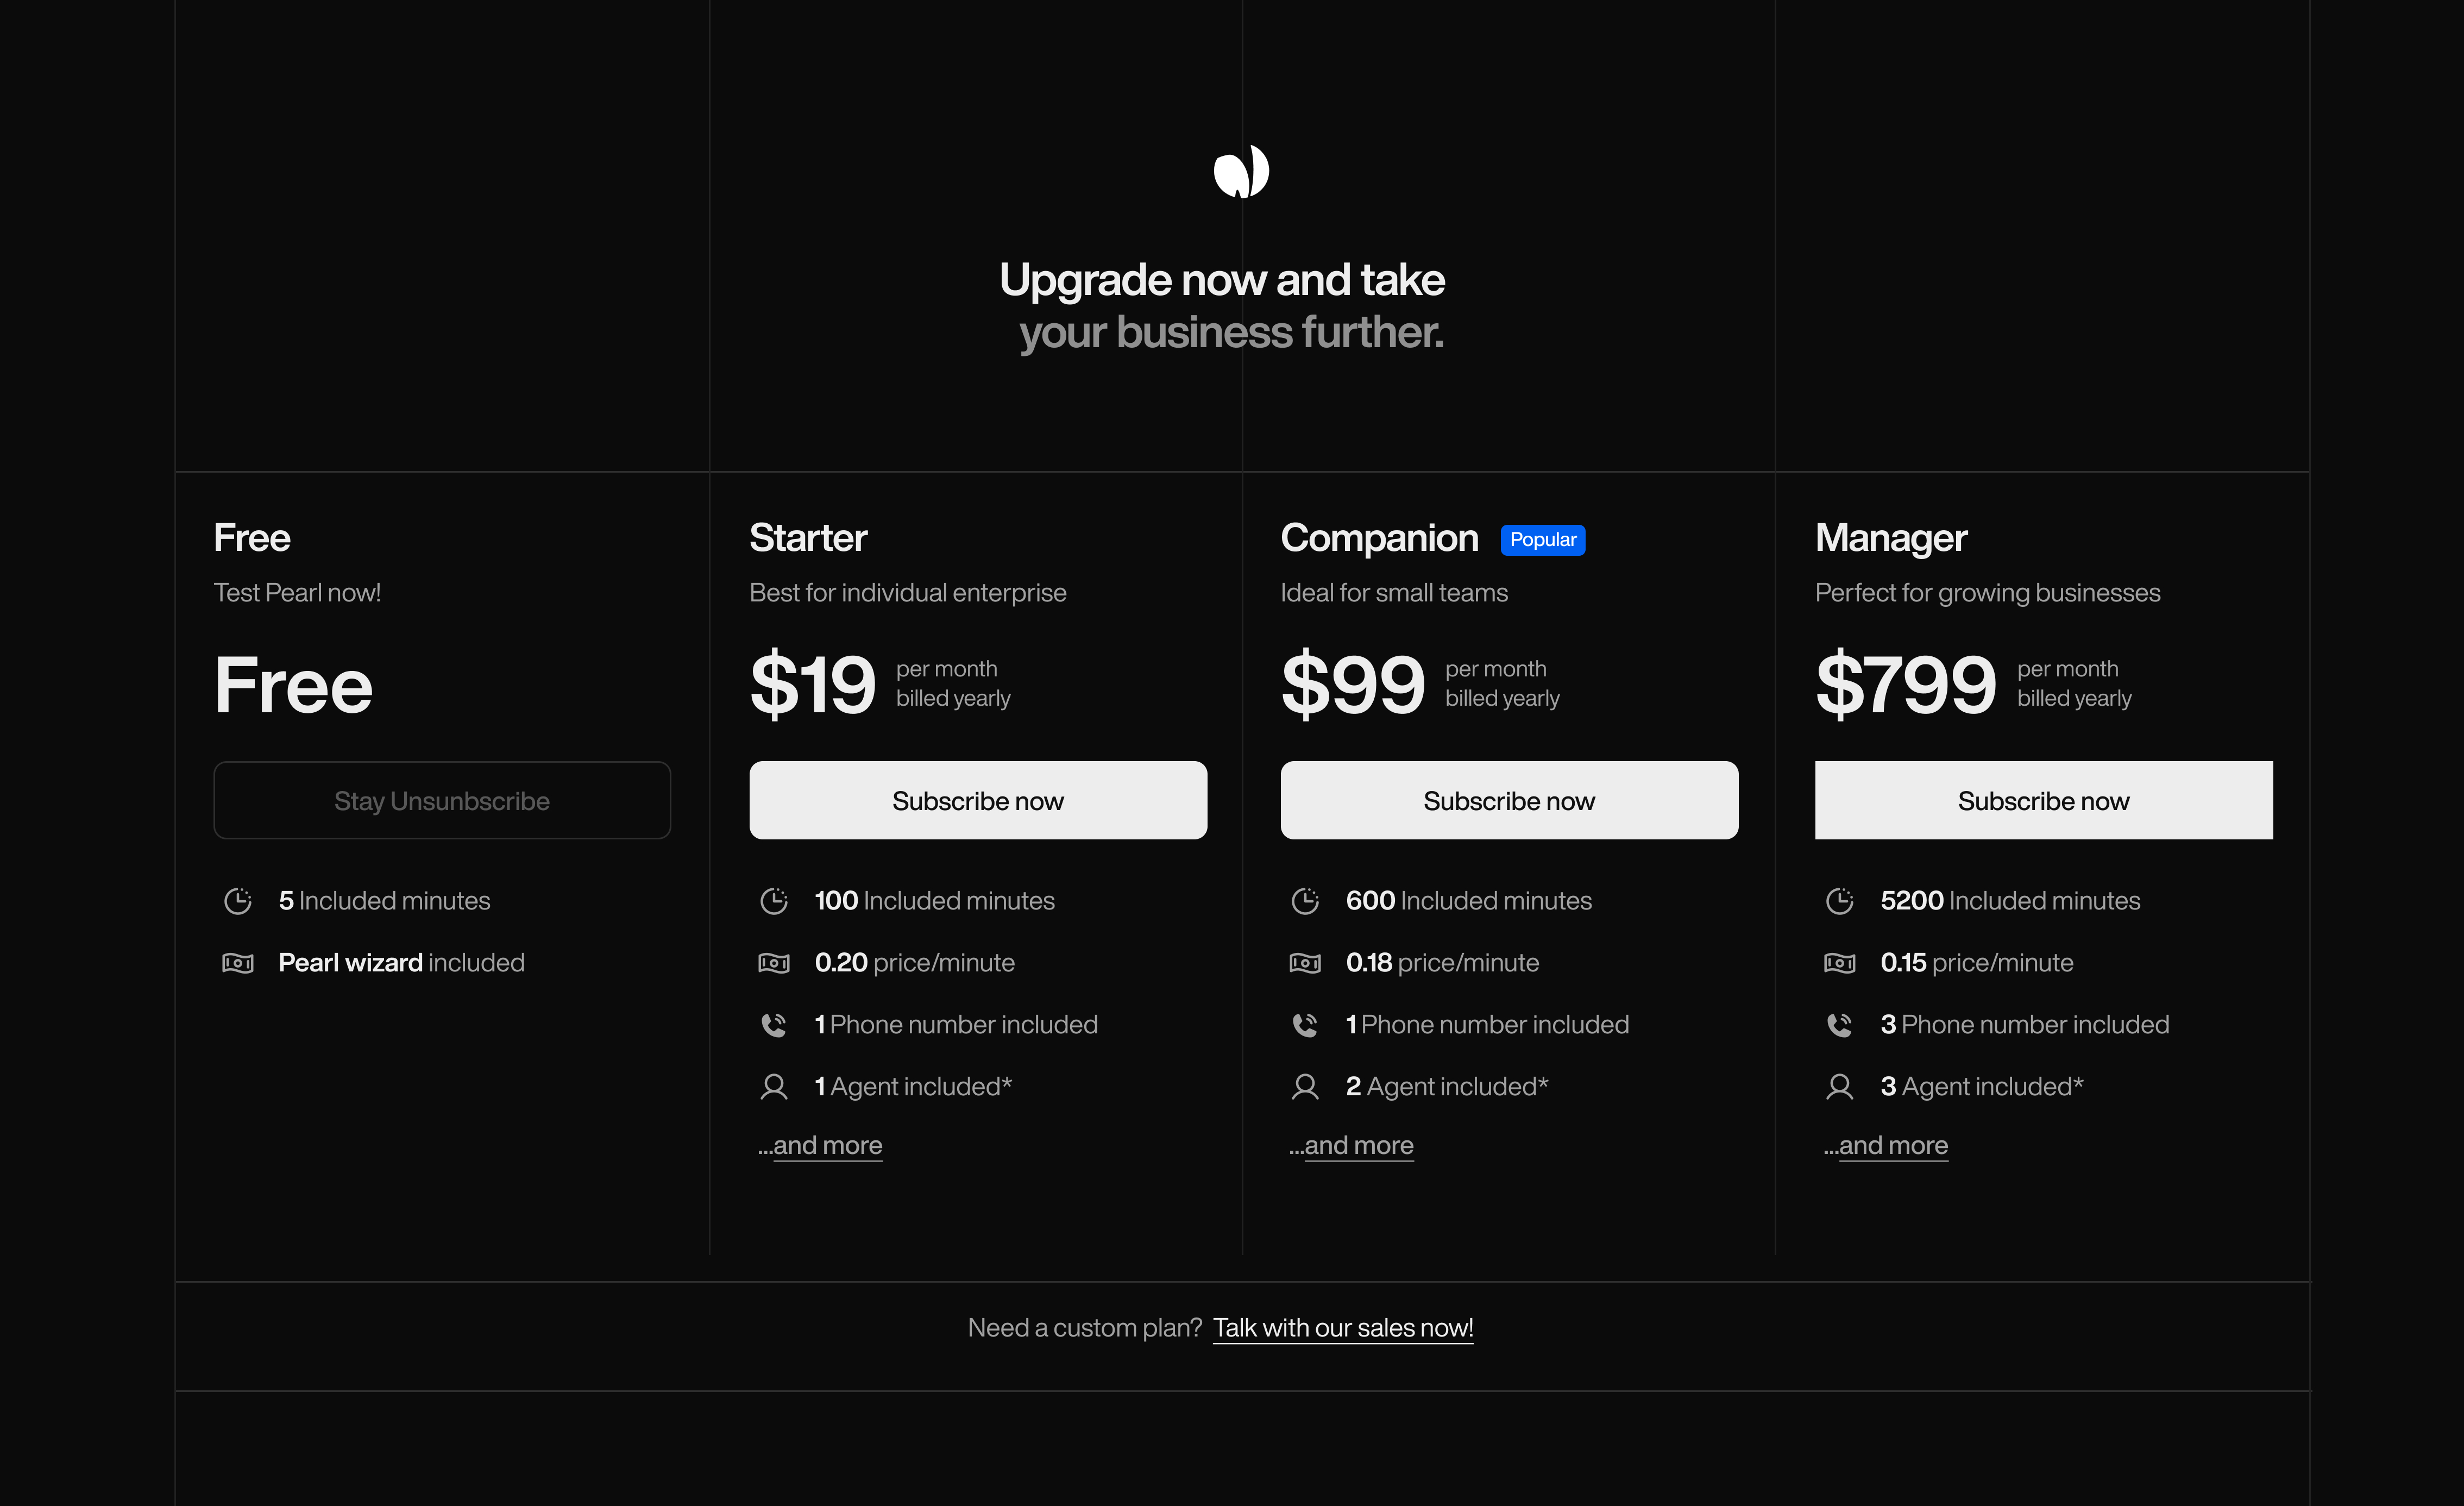 Upgrade now and take
your business further.
Free
Test Pearl now!
Free
Stay Unsunbscribe
5 Included minutes
Pearl wizard included
Starter
Best for individual enterprise
$19
per month
billed yearly
Subscribe now
100 Included minutes
0.20 price/minute
1 Phone number included
1 Agent included*
...and more
Companion
Popular
Ideal for small teams
$99
per month
billed yearly
Subscribe now
600 Included minutes
0.18 price/minute
1 Phone number included
2 Agent included*
...and more
Manager
Perfect for growing businesses
$799
per month
billed yearly
Subscribe now
5200 Included minutes
0.15 price/minute
3 Phone number included
3 Agent included*
...and more
Need a custom plan? Talk with our sales now!